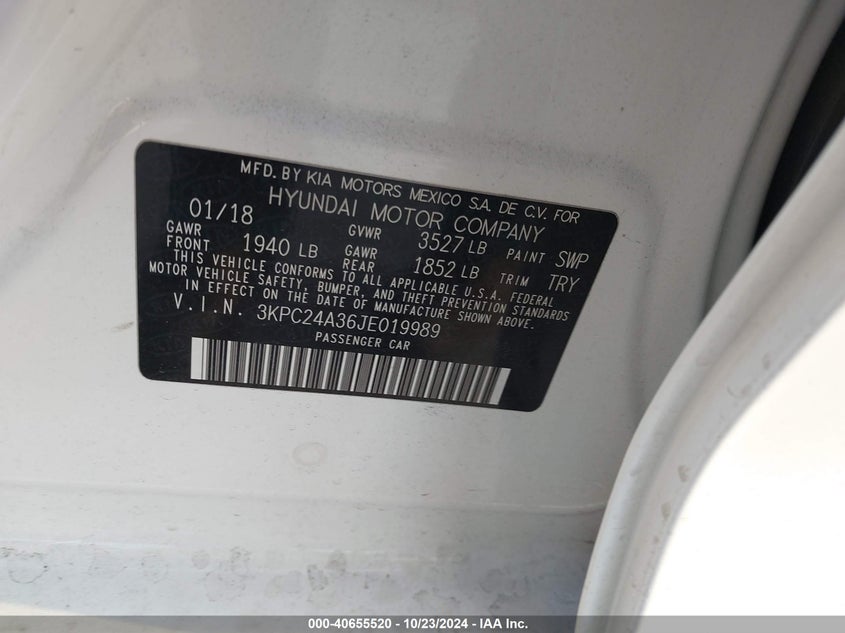 MFD. BY KIA MOTORS MEXICO S.A. DE C.V. FOR
HYUNDAI MOTOR COMPANY
01/18
GAWR FRONT 1940 LB GVWR 3527 LB PAINT SWP
GAWR REAR 1852 LB TRIM TRY
THIS VEHICLE CONFORMS TO ALL APPLICABLE U.S.A. FEDERAL
MOTOR VEHICLE SAFETY, BUMPER, AND THEFT PREVENTION STANDARDS
IN EFFECT ON THE DATE OF MANUFACTURE SHOWN ABOVE.
V.I.N. 3KPC24A36JE019989
PASSENGER CAR
000-40655520 - 10/23/2024 - IAA Inc.